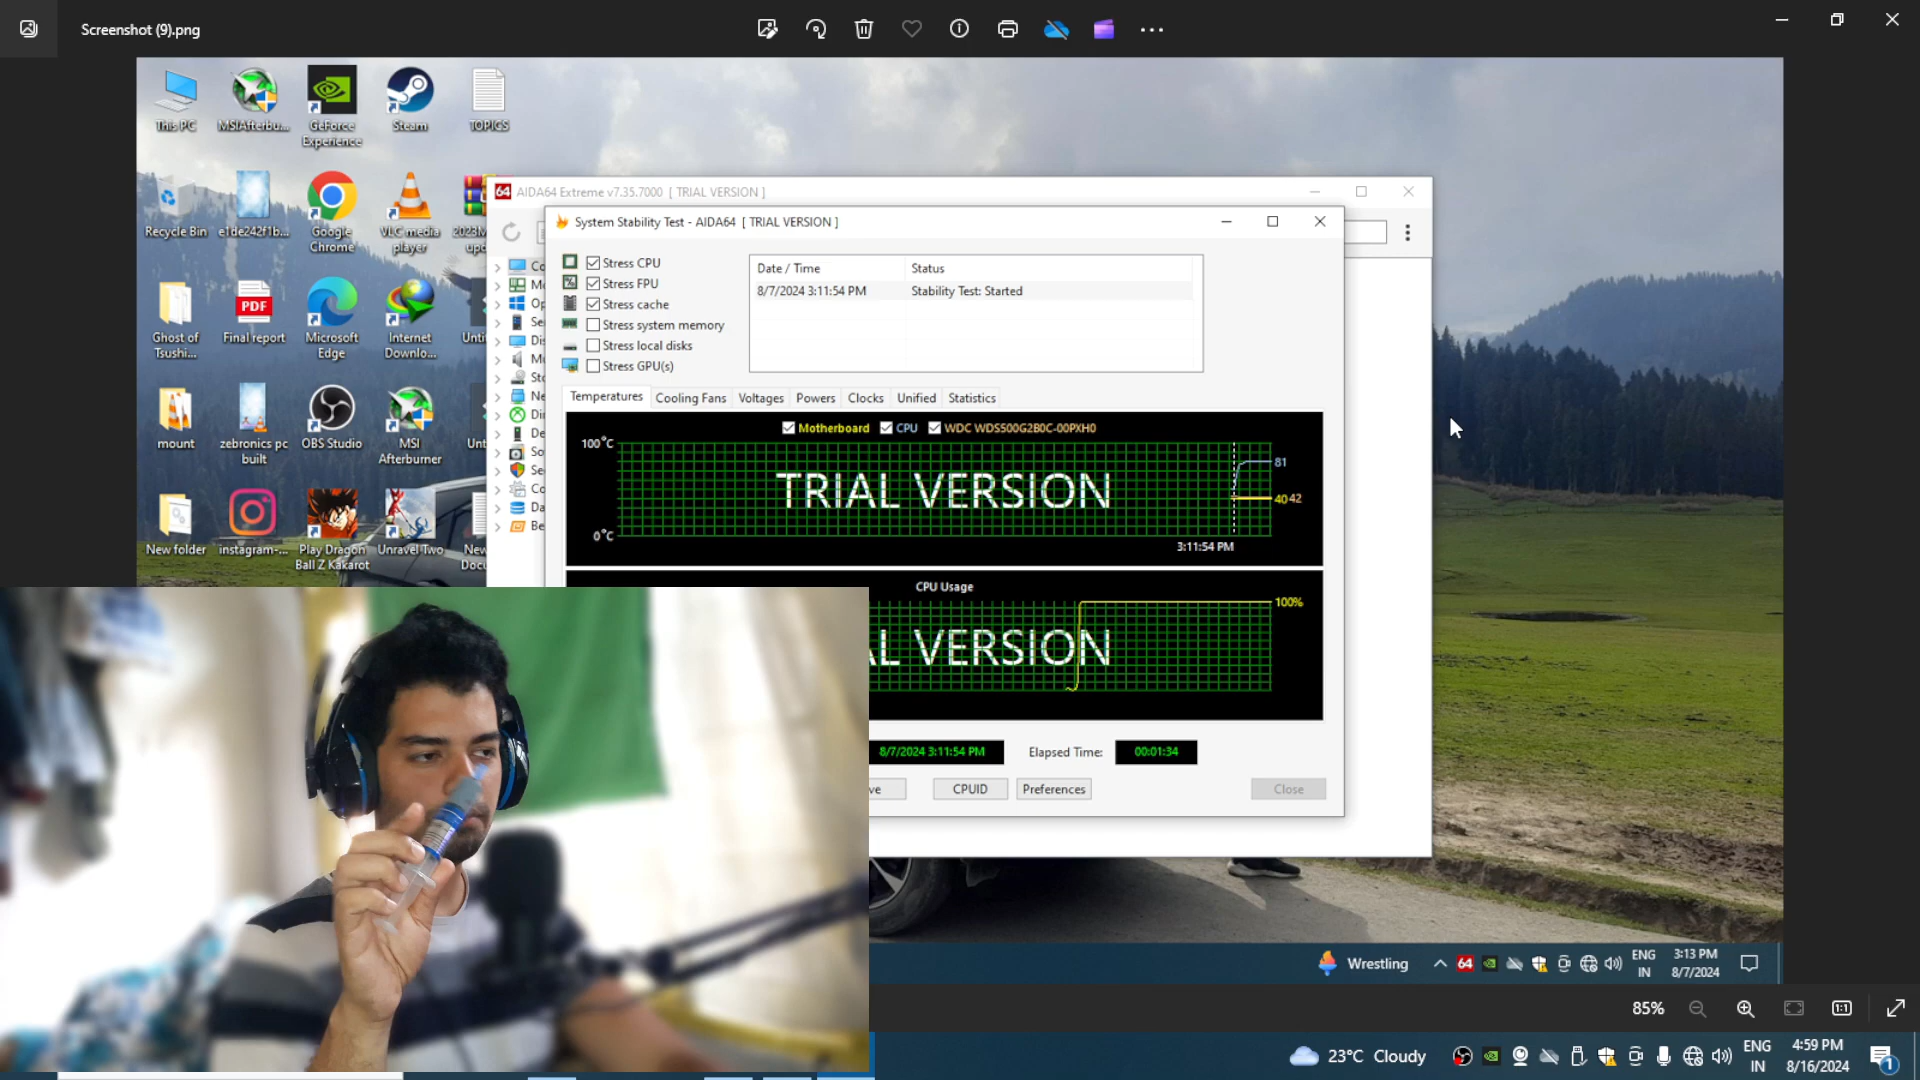 Screenshot (9).png
This PC
MSIAfterbu...
GeForce Experience
Steam
TOPICS
Recycle Bin
e1de242f1b...
Google Chrome
VLC media player
AIDA64 Extreme v7.35.7000 [ TRIAL VERSION ]
System Stability Test - AIDA64 [ TRIAL VERSION ]
Stress CPU
Stress FPU
Stress cache
Stress system memory
Stress local disks
Stress GPU(s)
Date / Time
Status
8/7/2024 3:11:54 PM
Stability Test: Started
Ghost of Tsushi...
PDF
Final report
Microsoft Edge
Internet Downlo...
mount
zebronics pc built
OBS Studio
MSI Afterburner
New folder
instagram-...
Play Dragon Ball Z Kakarot
Unravel Two
Temperatures
Cooling Fans
Voltages
Powers
Clocks
Unified
Statistics
Motherboard
CPU
WDC WDS500G2B0C-00PXH0
100°C
TRIAL VERSION
81
40 42
0°C
3:11:54 PM
CPU Usage
100%
AL VERSION
8/7/2024 3:11:54 PM
Elapsed Time:
00:01:34
ve
CPUID
Preferences
Close
Wrestling
64
ENG
IN
3:13 PM
8/7/2024
85%
1:1
23°C Cloudy
ENG
IN
4:59 PM
8/16/2024
1